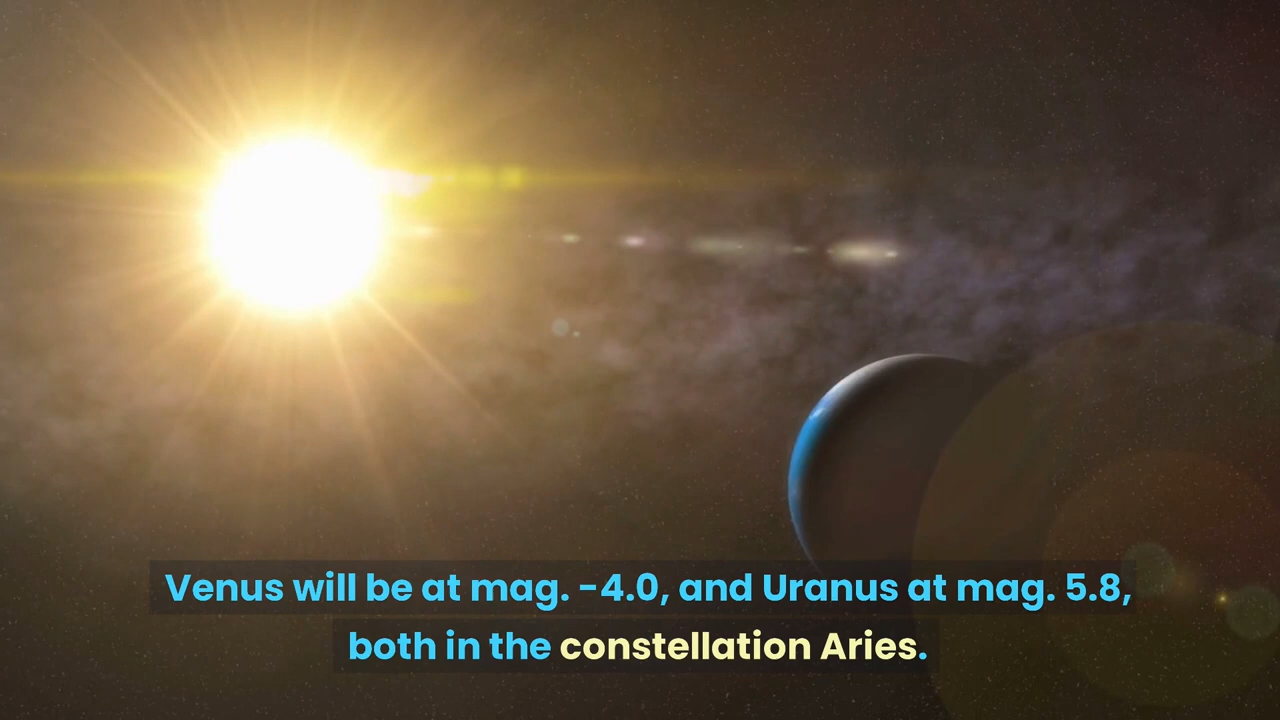 Venus will be at mag. -4.0, and Uranus at mag. 5.8,
both in the constellation Aries.